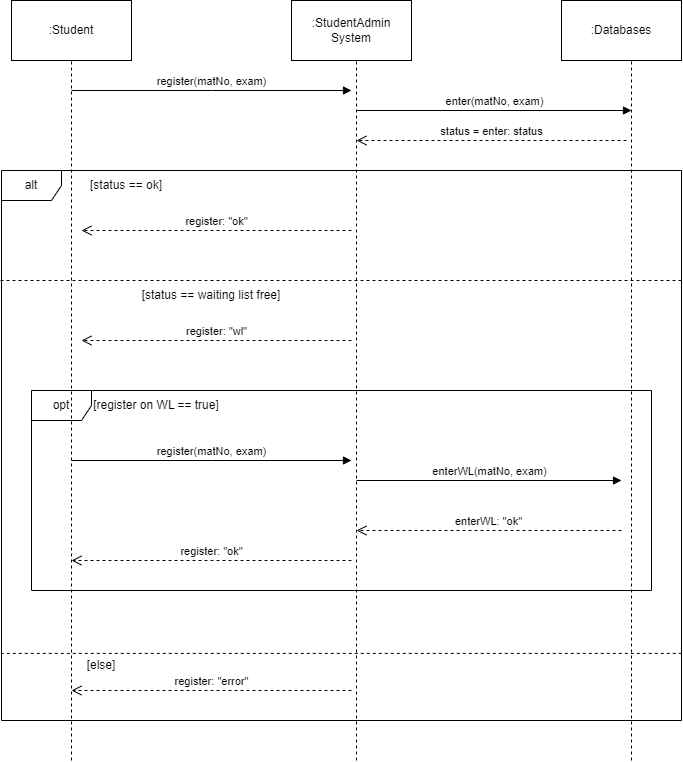 :Student
:StudentAdmin
System
:Databases
register(matNo, exam)
enter(matNo, exam)
status = enter: status
alt
[status == ok]
register: "ok"
[status == waiting list free]
register: "wl"
opt
[register on WL == true]
register(matNo, exam)
enterWL(matNo, exam)
enterWL: "ok"
register: "ok"
[else]
register: "error"